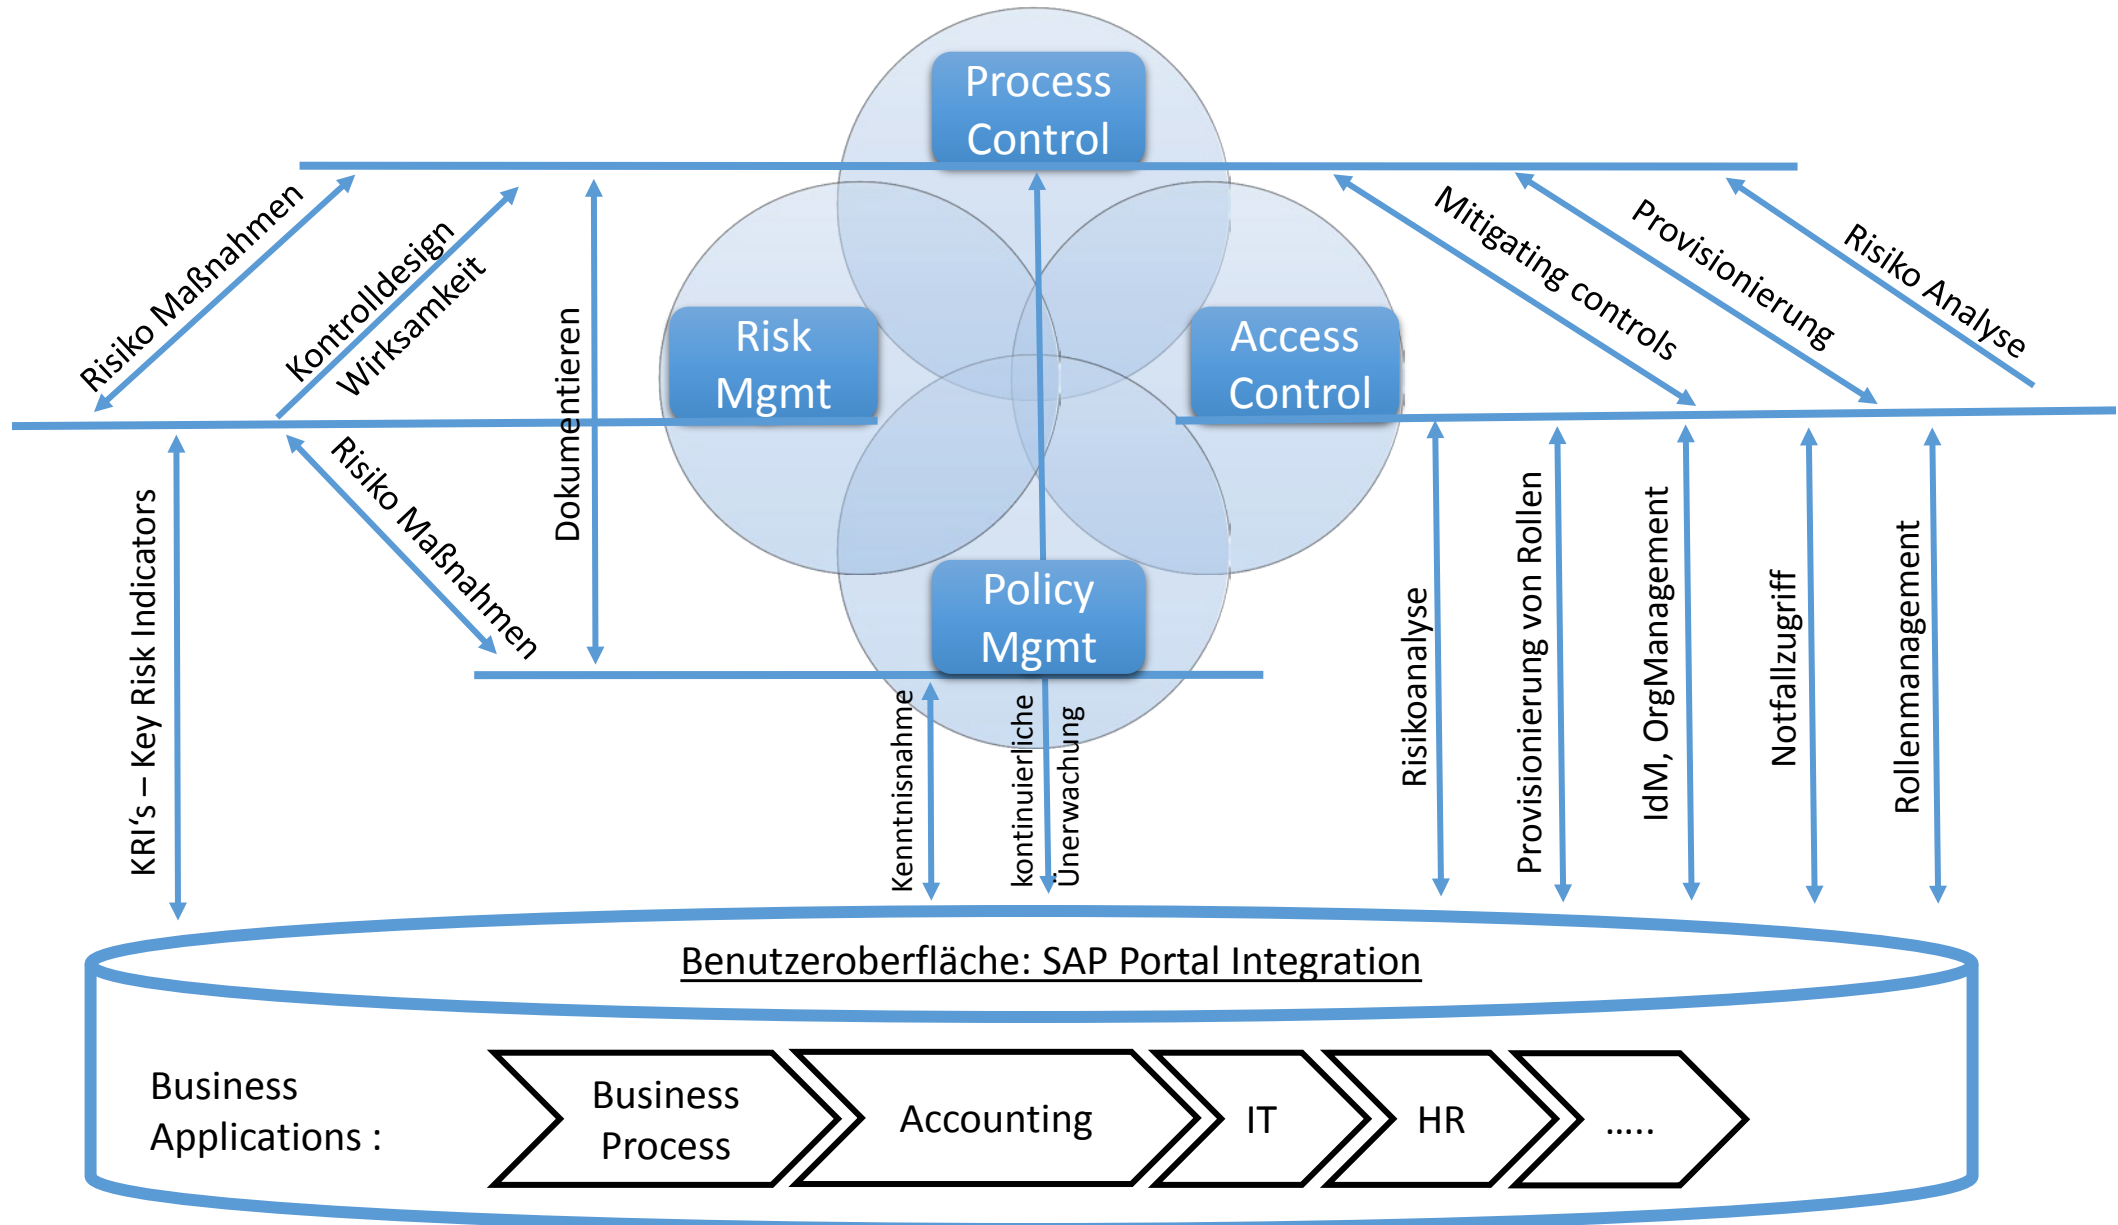 Process
Control
Risiko Maßnahmen
Kontrolldesign
Wirksamkeit
Dokumentieren
Mitigating controls
Provisionierung
Risiko Analyse
Risk
Mgmt
Access
Control
KRI‘s – Key Risk Indicators
Risiko Maßnahmen
Policy
Mgmt
Kenntnisnahme
kontinuierliche
Ünerwachung
Risikoanalyse
Provisionierung von Rollen
IdM, OrgManagement
Notfallzugriff
Rollenmanagement
Benutzeroberfläche: SAP Portal Integration
Business
Applications :
Business
Process
Accounting
IT
HR
…..